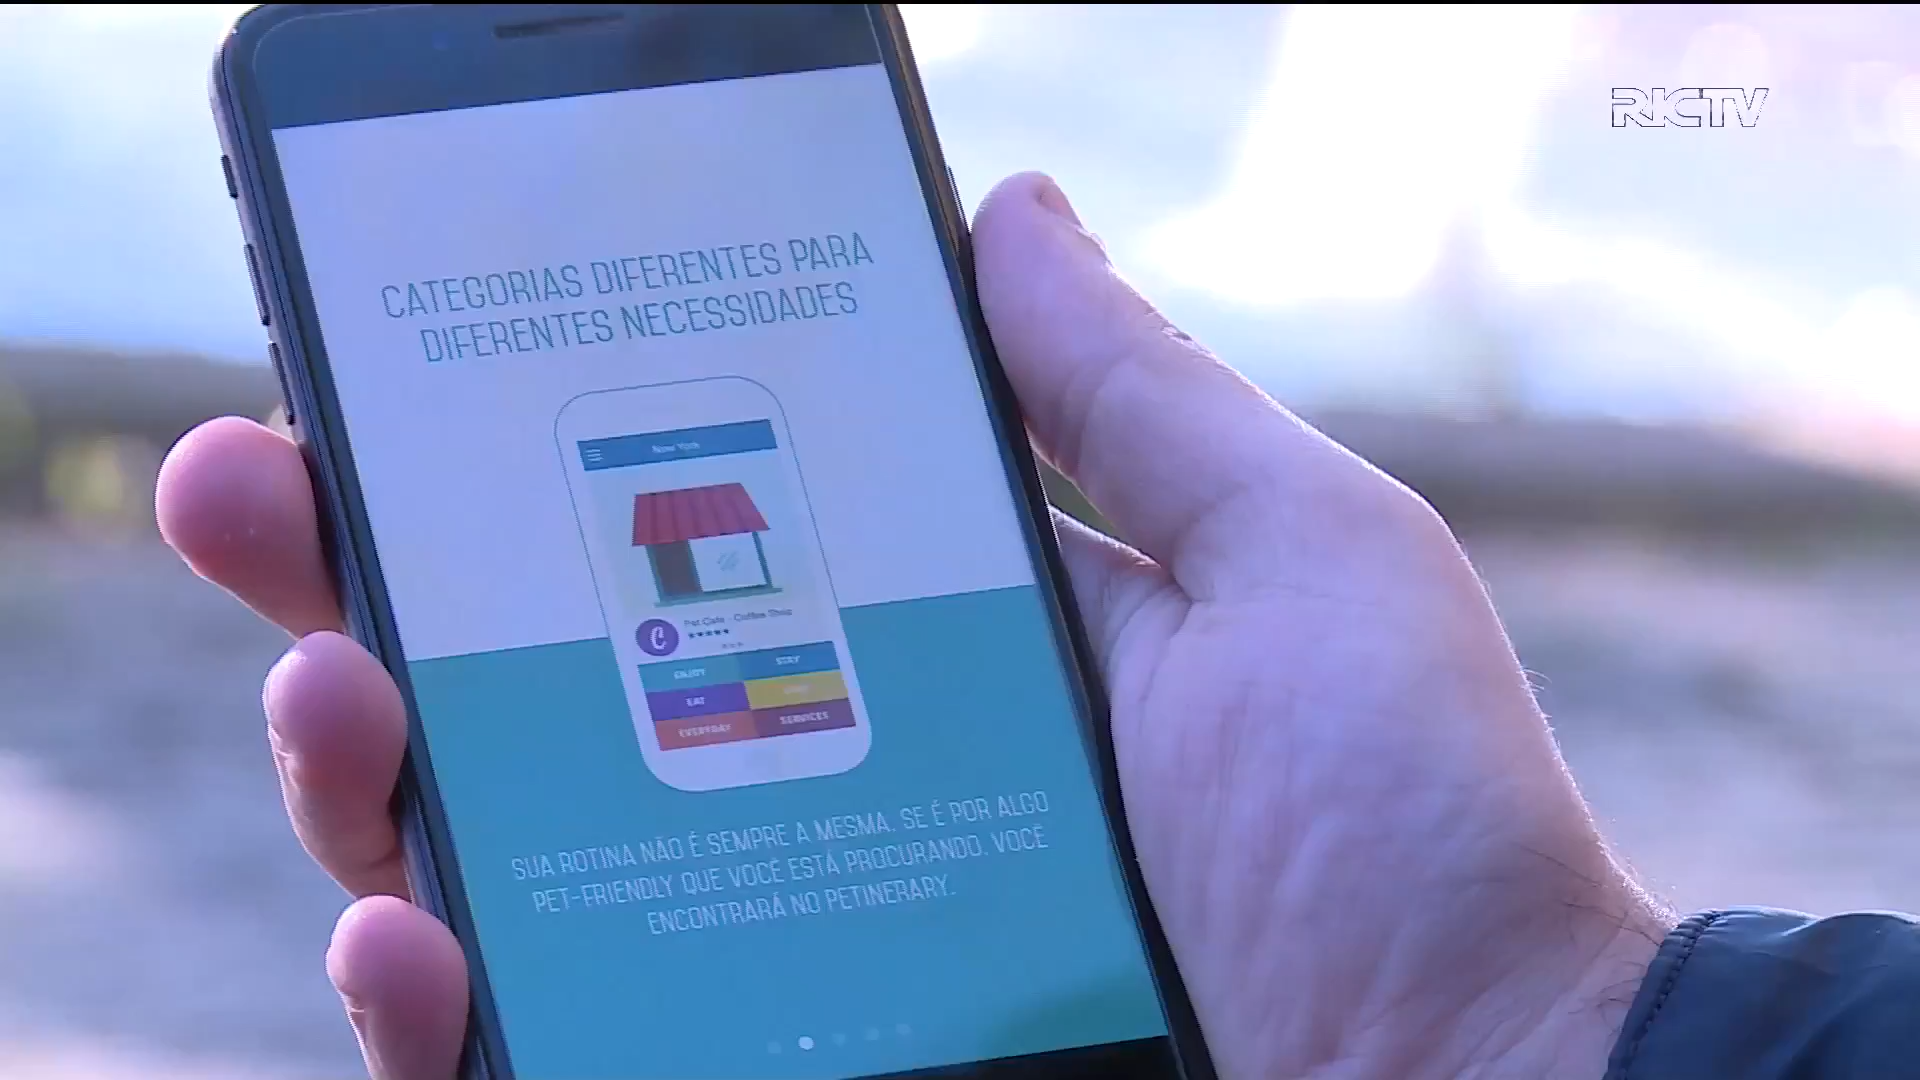 RICTV
CATEGORIAS DIFERENTES PARA
DIFERENTES NECESSIDADES
New York
Pet Cafe - Coffee Shop
ENJOY
STAY
EAT
EVERYDAY
SERVICES
SUA ROTINA NÃO É SEMPRE A MESMA. SE É POR ALGO
PET-FRIENDLY QUE VOCÊ ESTÁ PROCURANDO, VOCÊ
ENCONTRARÁ NO PETINERARY.